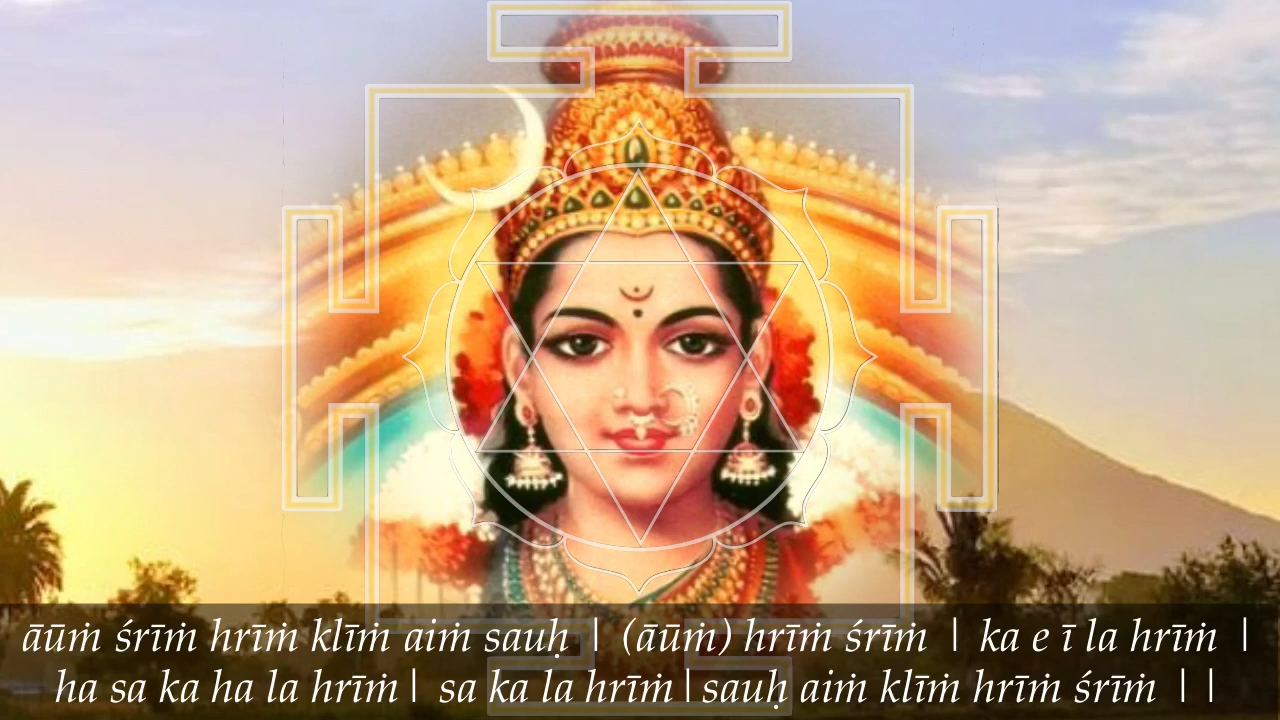 āūṁ śrīṁ hrīṁ klīṁ aiṁ sauḥ | (āūṁ) hrīṁ śrīṁ | ka e ī la hrīṁ |
ha sa ka ha la hrīṁ| sa ka la hrīṁ|sauḥ aiṁ klīṁ hrīṁ śrīṁ | |